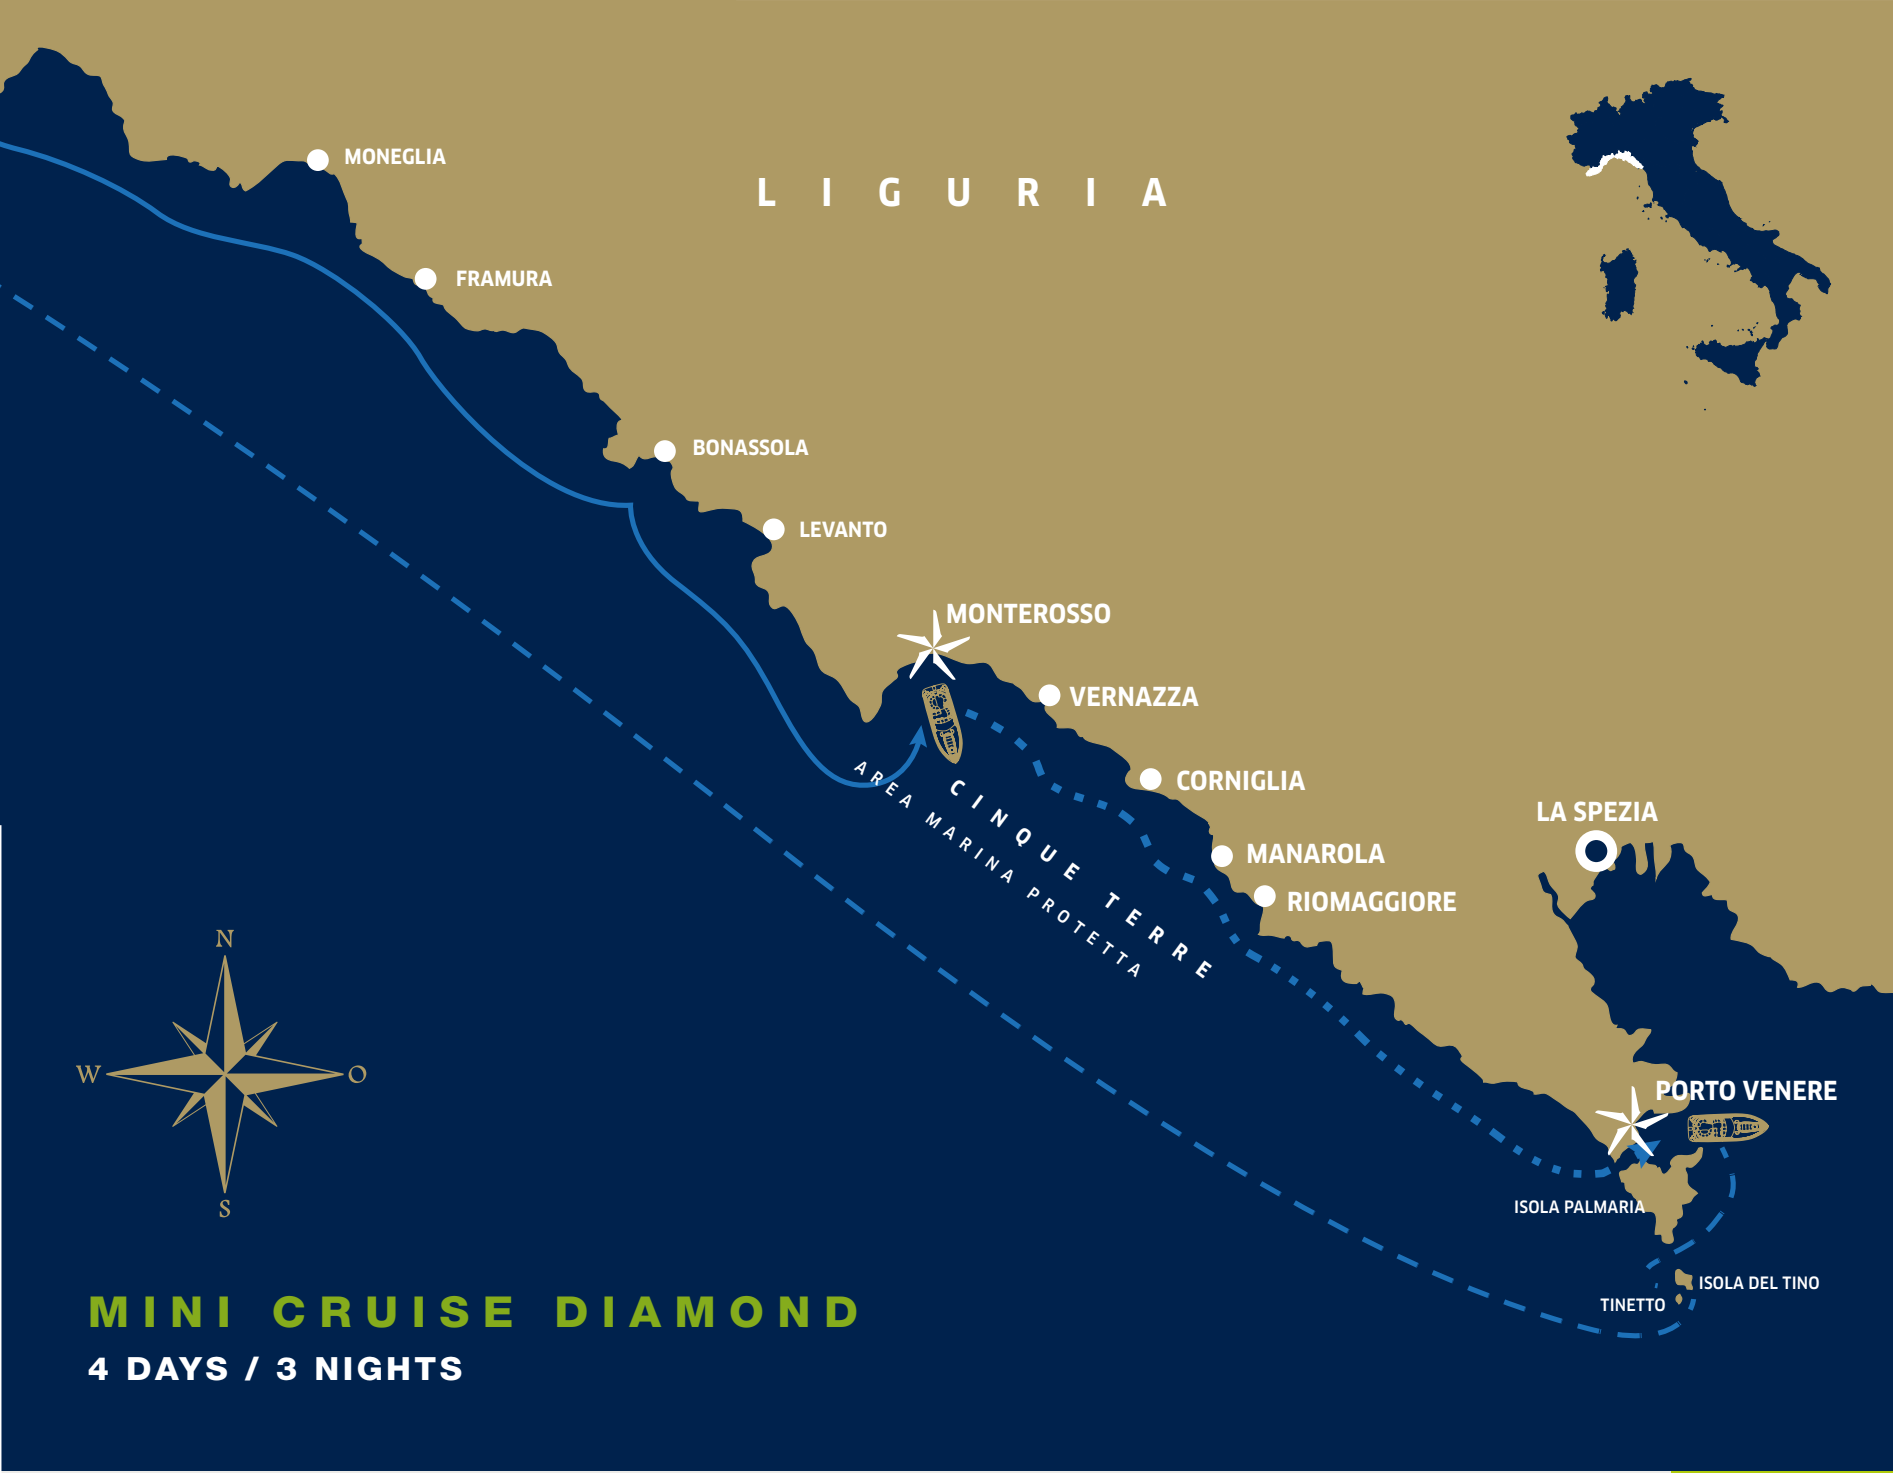 MONEGLIA
LIGURIA
FRAMURA
BONASSOLA
LEVANTO
MONTEROSSO
VERNAZZA
CORNIGLIA
CINQUE TERRE
AREA MARINA PROTETTA
LA SPEZIA
MANAROLA
RIOMAGGIORE
N
W
O
S
PORTO VENERE
ISOLA PALMARIA
ISOLA DEL TINO
TINETTO
MINI CRUISE DIAMOND
4 DAYS / 3 NIGHTS